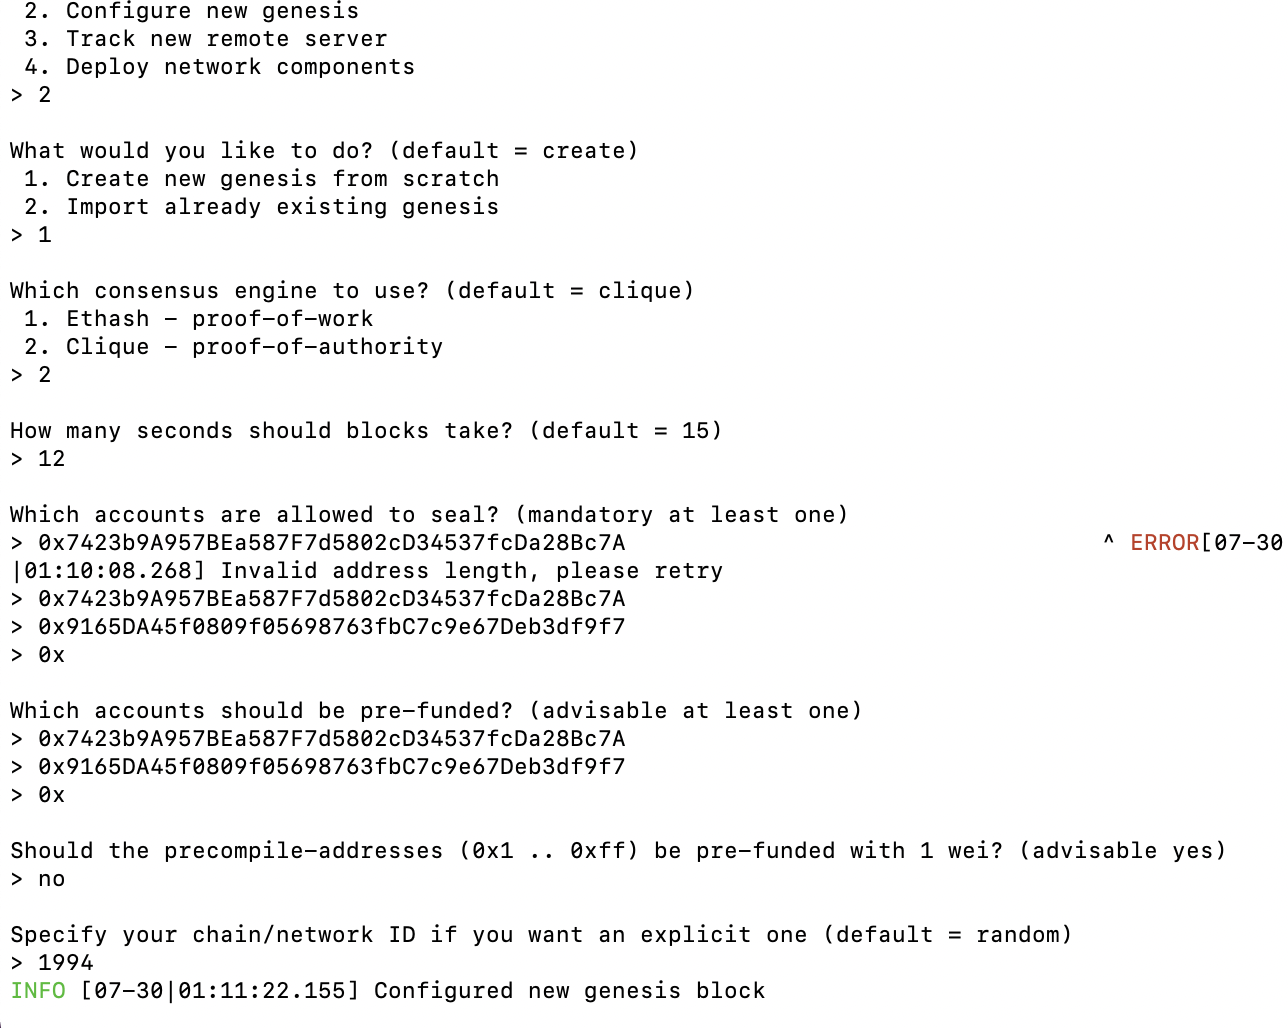 2. Configure new genesis
3. Track new remote server
4. Deploy network components
> 2
What would you like to do? (default = create)
1. Create new genesis from scratch
2. Import already existing genesis
> 1
Which consensus engine to use? (default = clique)
1. Ethash - proof-of-work
2. Clique - proof-of-authority
> 2
How many seconds should blocks take? (default = 15)
> 12
Which accounts are allowed to seal? (mandatory at least one)
> 0x7423b9A957BEa587F7d5802cD34537fcDa28Bc7A ^ ERROR[07-30
|01:10:08.268] Invalid address length, please retry
> 0x7423b9A957BEa587F7d5802cD34537fcDa28Bc7A
> 0x9165DA45f0809f05698763fbC7c9e67Deb3df9f7
> 0x
Which accounts should be pre-funded? (advisable at least one)
> 0x7423b9A957BEa587F7d5802cD34537fcDa28Bc7A
> 0x9165DA45f0809f05698763fbC7c9e67Deb3df9f7
> 0x
Should the precompile-addresses (0x1 .. 0xff) be pre-funded with 1 wei? (advisable yes)
> no
Specify your chain/network ID if you want an explicit one (default = random)
> 1994
INFO [07-30|01:11:22.155] Configured new genesis block